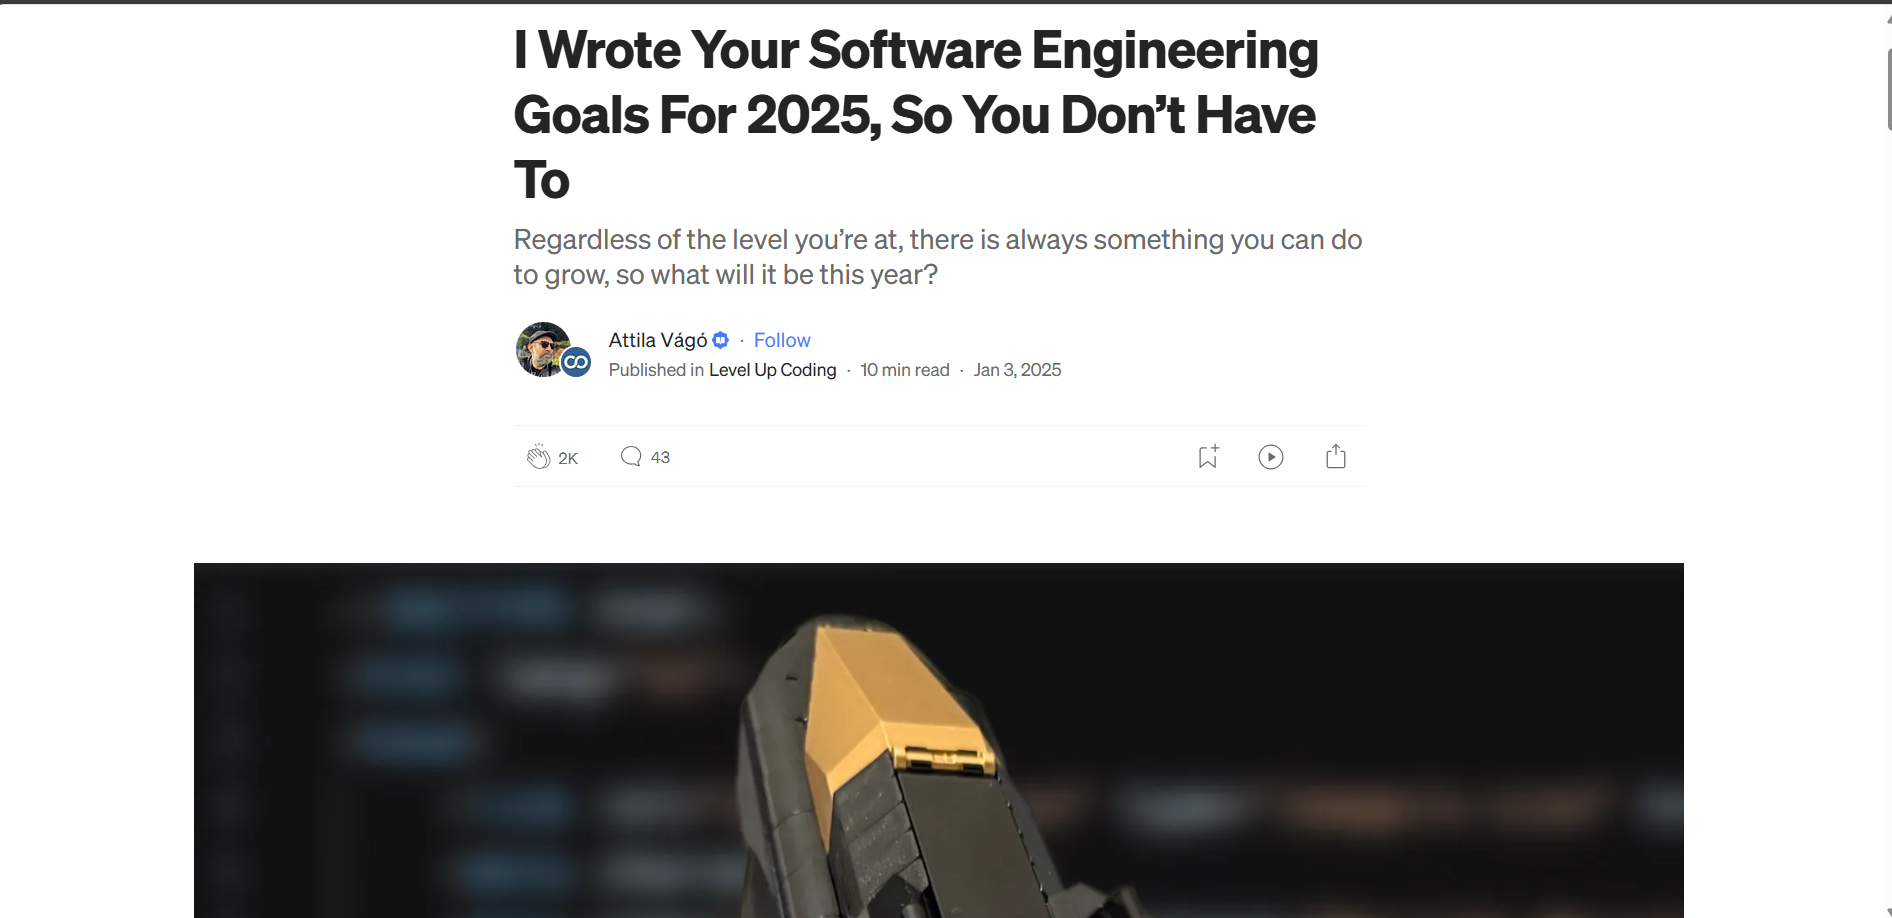 I Wrote Your Software Engineering
Goals For 2025, So You Don’t Have
To
Regardless of the level you’re at, there is always something you can do
to grow, so what will it be this year?
Attila Vágó · Follow
Published in Level Up Coding · 10 min read · Jan 3, 2025
2K 43